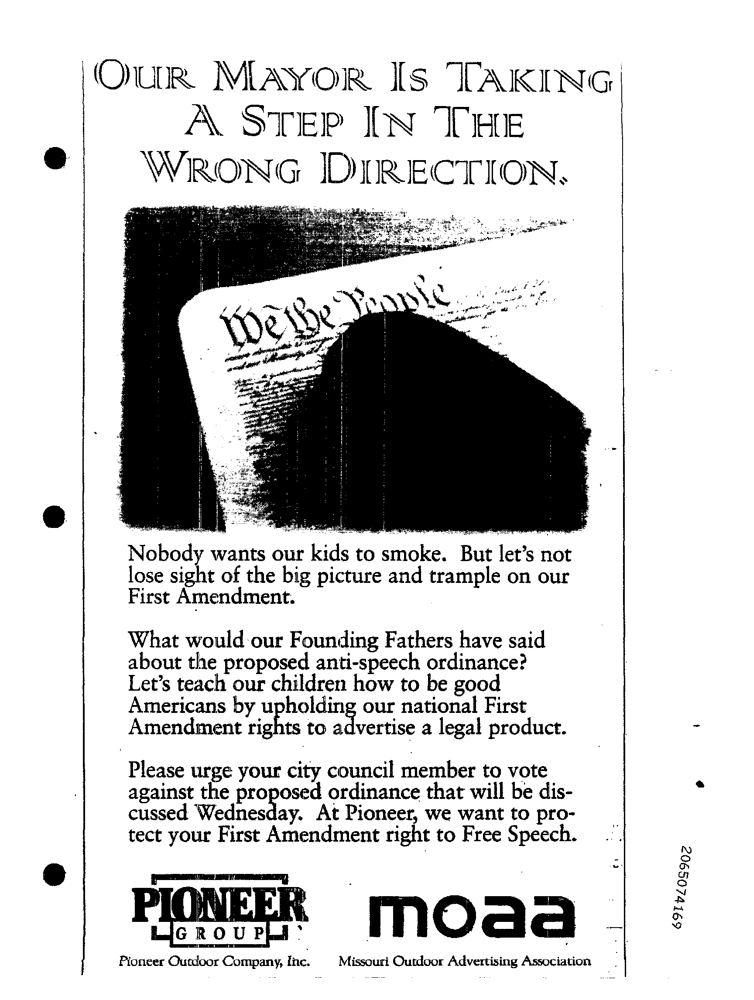 OUR MAYOR IS TAKING
A STEP IN THE
WRONG DIRECTION.
We the People
Nobody wants our kids to smoke. But let's not
lose sight of the big picture and trample on our
First Amendment.
What would our Founding Fathers have said
about the proposed anti-speech ordinance?
Let's teach our children how to be good
Americans by upholding our national First
Amendment rights to advertise a legal product.
Please urge your city council member to vote
against the proposed ordinance that will be dis-
cussed Wednesday. At Pioneer, we want to pro-
tect your First Amendment right to Free Speech.
PIONEER
GROUP
Pioneer Outdoor Company, Inc.
moaa
Missouri Outdoor Advertising Association
2065074169